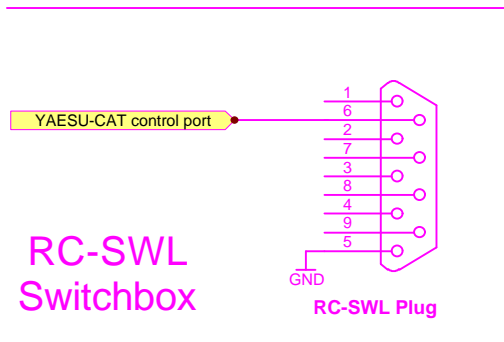 1
6
YAESU-CAT control port
2
7
3
8
4
9
5
RC-SWL
Switchbox
GND
RC-SWL Plug